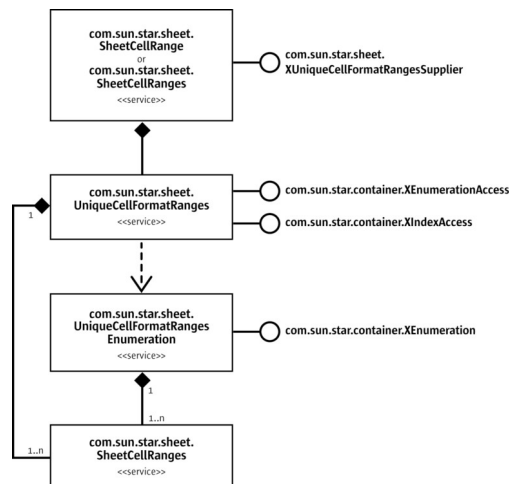 com.sun.star.sheet.
SheetCellRange
or
com.sun.star.sheet.
SheetCellRanges
<<service>>
com.sun.star.sheet.
XUniqueCellFormatRangesSupplier
com.sun.star.sheet.
UniqueCellFormatRanges
<<service>>
com.sun.star.container.XEnumerationAccess
com.sun.star.container.XIndexAccess
1
com.sun.star.sheet.
UniqueCellFormatRanges
Enumeration
<<service>>
com.sun.star.container.XEnumeration
1
1..n
1..n
com.sun.star.sheet.
SheetCellRanges
<<service>>